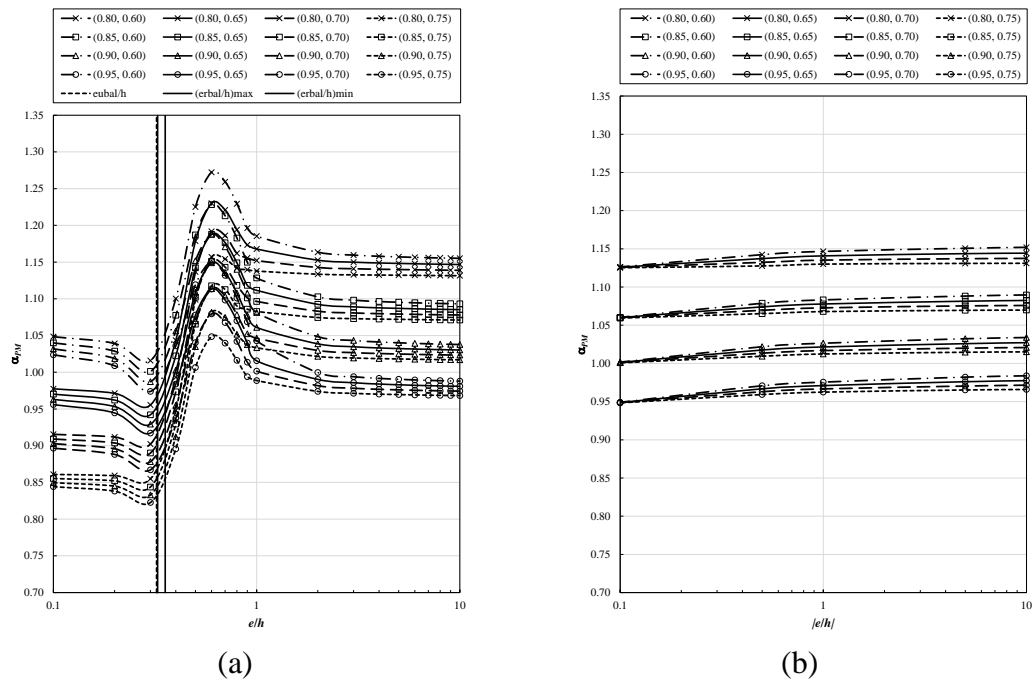 (0.80, 0.60) (0.80, 0.65) (0.80, 0.70) (0.80, 0.75)
(0.85, 0.60) (0.85, 0.65) (0.85, 0.70) (0.85, 0.75)
(0.90, 0.60) (0.90, 0.65) (0.90, 0.70) (0.90, 0.75)
(0.95, 0.60) (0.95, 0.65) (0.95, 0.70) (0.95, 0.75)
eubal/h (erbal/h)max (erbal/h)min
1.35
1.30
1.25
1.20
1.15
1.10
1.05
1.00
0.95
0.90
0.85
0.80
0.75
0.70
αPM
0.1 1 10
e/h
(a)
(0.80, 0.60) (0.80, 0.65) (0.80, 0.70) (0.80, 0.75)
(0.85, 0.60) (0.85, 0.65) (0.85, 0.70) (0.85, 0.75)
(0.90, 0.60) (0.90, 0.65) (0.90, 0.70) (0.90, 0.75)
(0.95, 0.60) (0.95, 0.65) (0.95, 0.70) (0.95, 0.75)
1.35
1.30
1.25
1.20
1.15
1.10
1.05
1.00
0.95
0.90
0.85
0.80
0.75
0.70
αPM
0.1 1 10
|e/h|
(b)